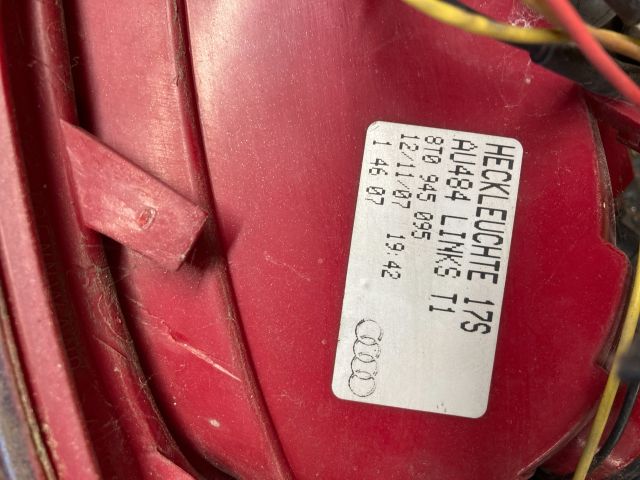 HECKLEUCHTE 17S
AU484 LINKS T1
8T0 945 095
12/11/07 19:42
1 46 07